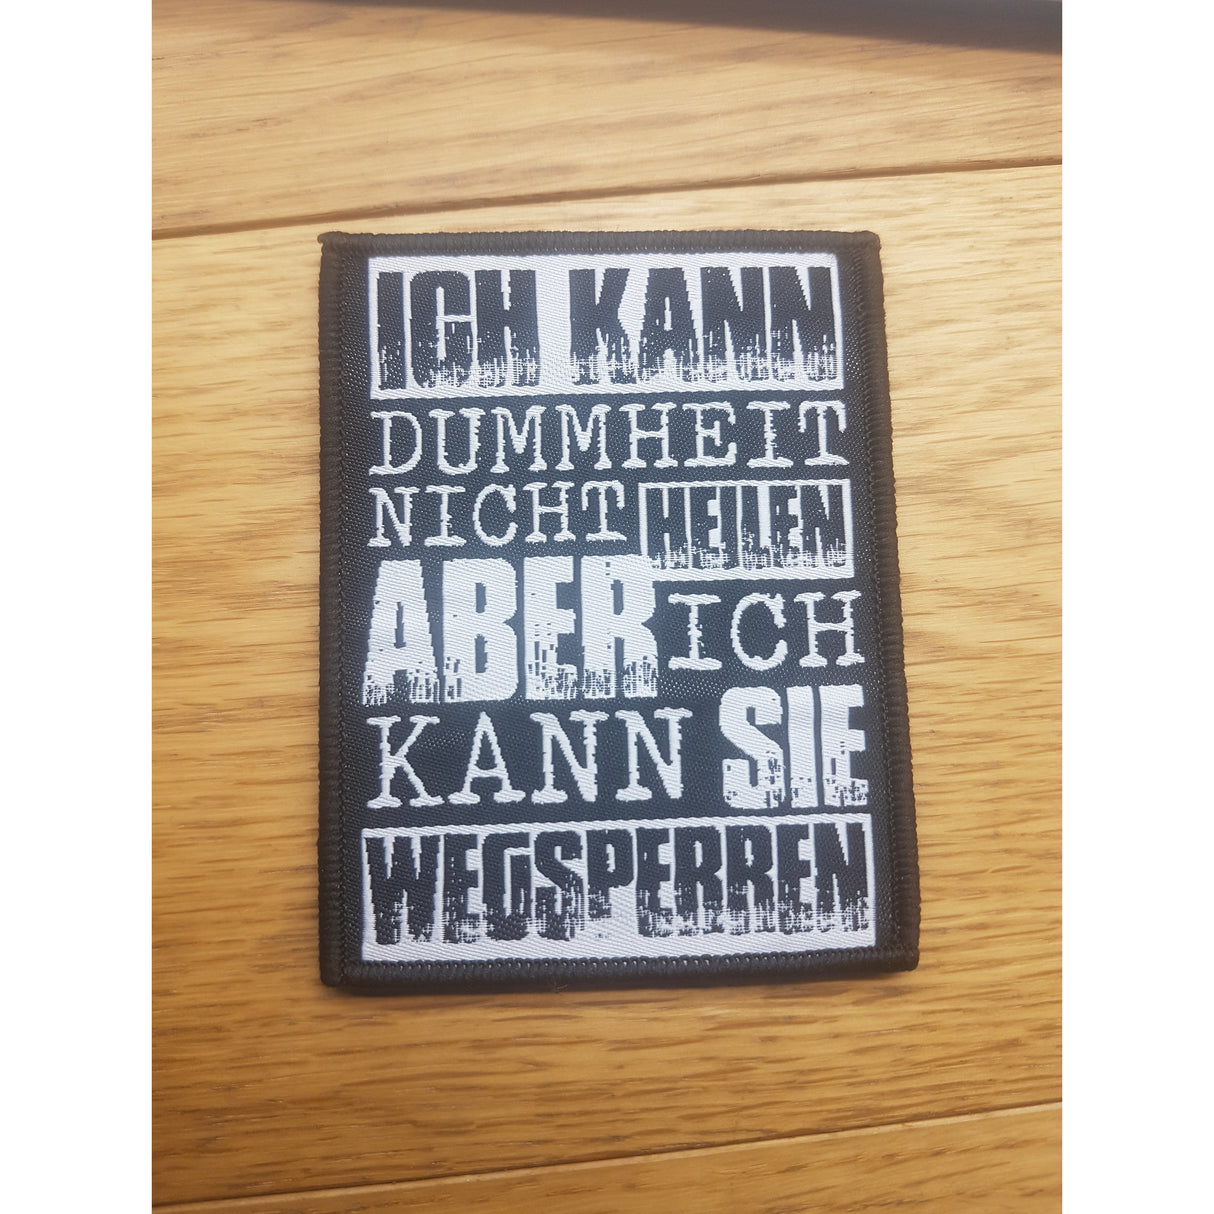 ICH KANN
DUMMHEIT
NICHT HEILEN
ABER ICH
KANN SIE
WEGSPERREN